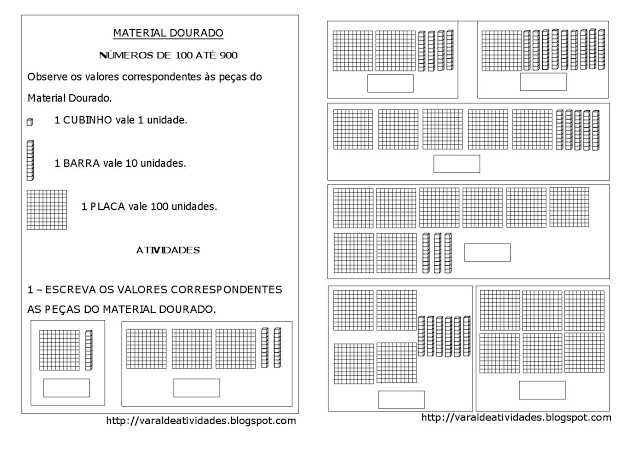 MATERIAL DOURADO
NÚMEROS DE 100 ATÉ 900
Observe os valores correspondentes às peças do
Material Dourado.
1 CUBINHO vale 1 unidade.
1 BARRA vale 10 unidades.
1 PLACA vale 100 unidades.
ATIVIDADES
1 – ESCREVA OS VALORES CORRESPONDENTES
AS PEÇAS DO MATERIAL DOURADO.
http://varaldeatividades.blogspot.com
http://varaldeatividades.blogspot.com